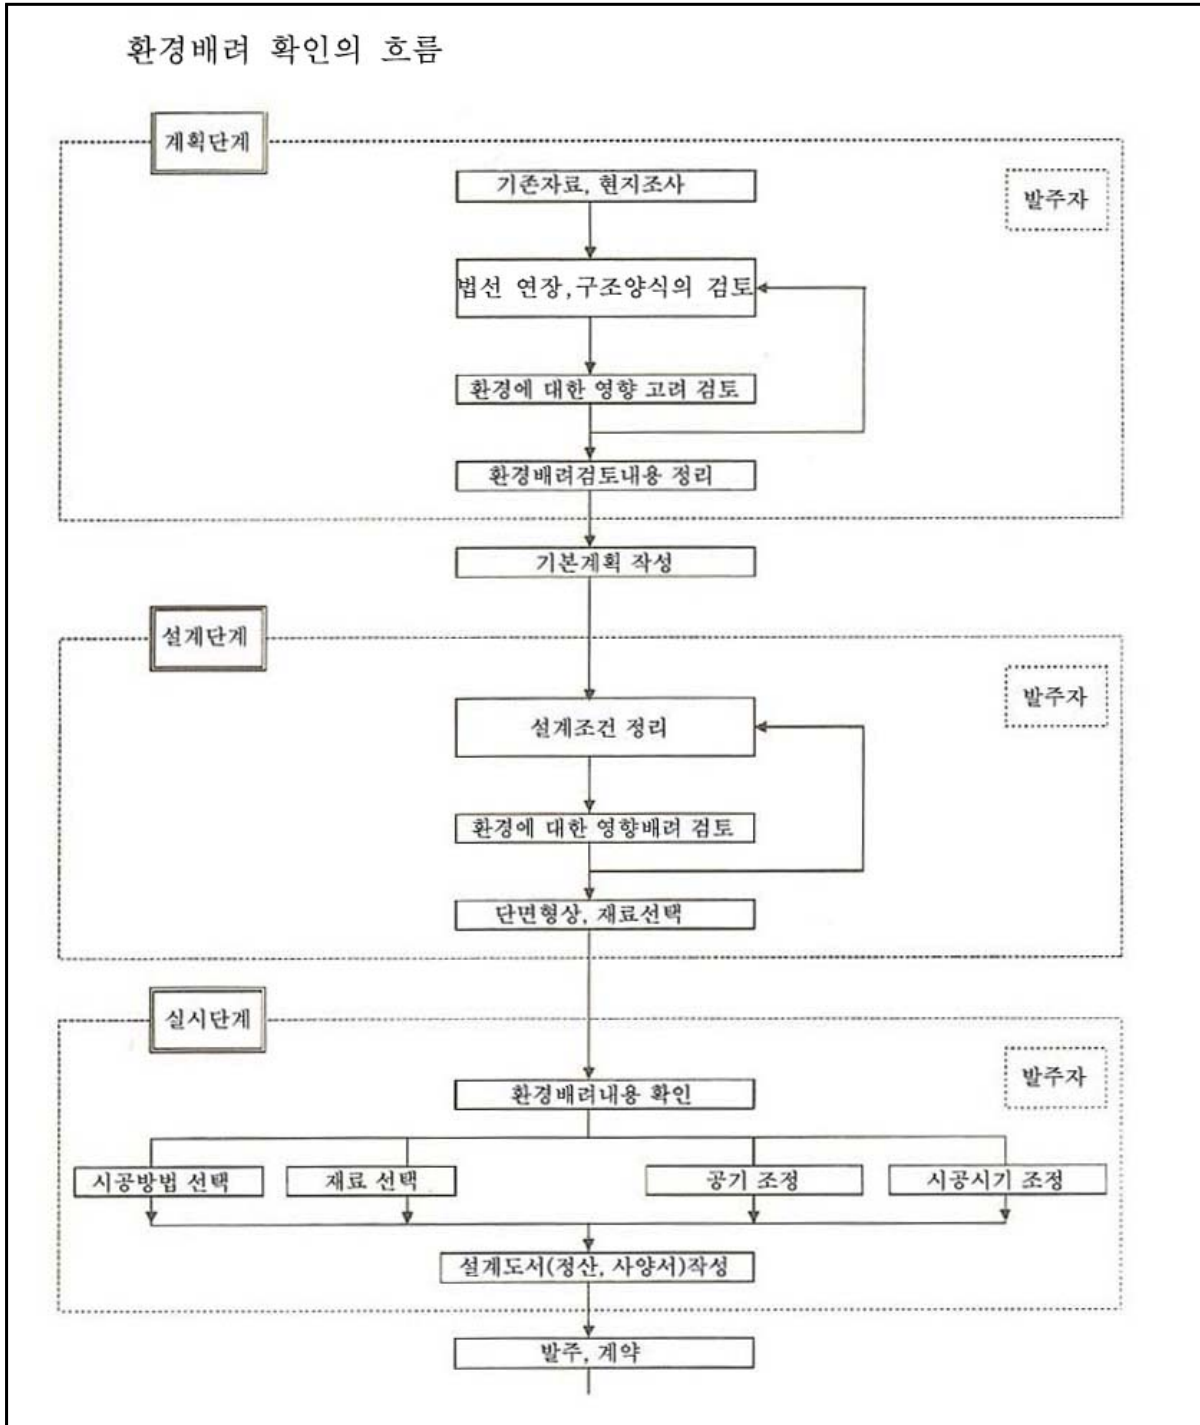 환경배려 확인의 흐름
계획단계
기존자료, 현지조사
발주자
법선 연장,구조양식의 검토
환경에 대한 영향 고려 검토
환경배려검토내용 정리
기본계획 작성
설계단계
발주자
설계조건 정리
환경에 대한 영향배려 검토
단면형상, 재료선택
실시단계
발주자
환경배려내용 확인
시공방법 선택
재료 선택
공기 조정
시공시기 조정
설계도서(정산, 사양서)작성
발주, 계약